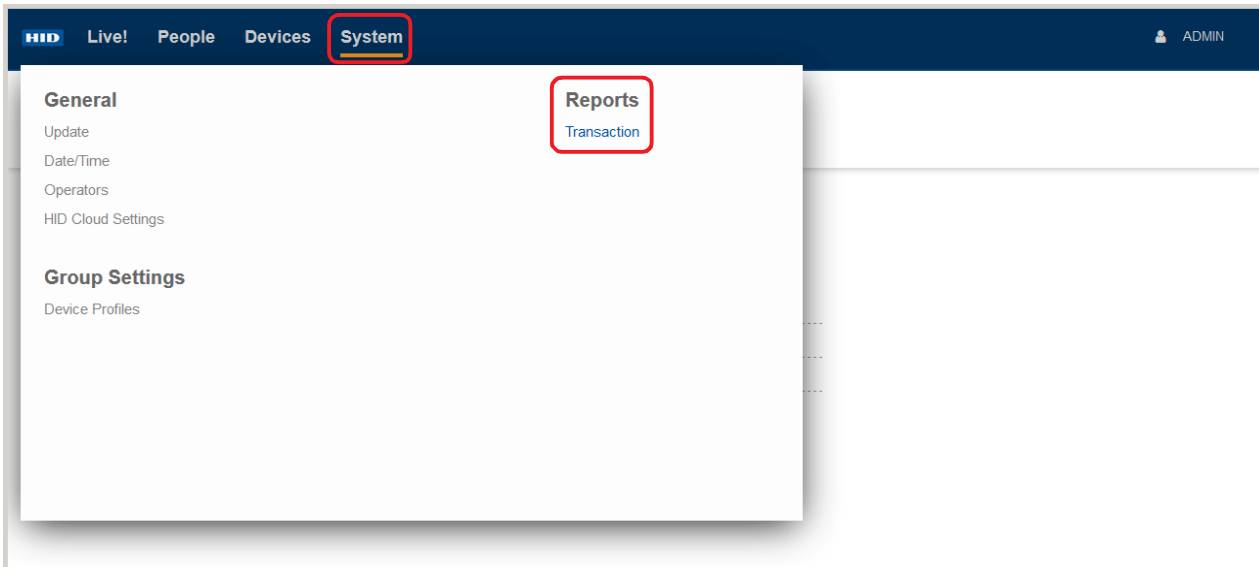 HID Live! People Devices System ADMIN
General
Update
Date/Time
Operators
HID Cloud Settings
Group Settings
Device Profiles
Reports
Transaction